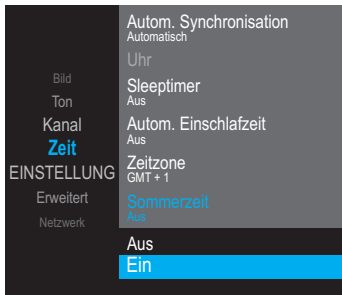 Bild
Ton
Kanal
Zeit
EINSTELLUNG
Erweitert
Netzwerk
Autom. Synchronisation
Automatisch
Uhr
Sleeptimer
Aus
Autom. Einschlafzeit
Aus
Zeitzone
GMT + 1
Sommerzeit
Aus
Aus
Ein